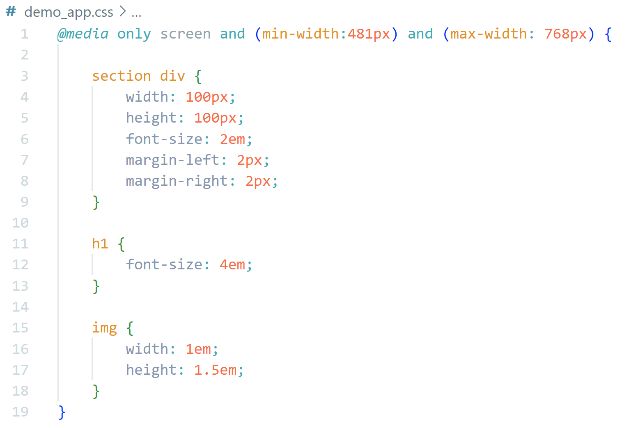 # demo_app.css > ...
1 @media only screen and (min-width:481px) and (max-width: 768px) {
2
3 section div {
4 width: 100px;
5 height: 100px;
6 font-size: 2em;
7 margin-left: 2px;
8 margin-right: 2px;
9 }
10
11 h1 {
12 font-size: 4em;
13 }
14
15 img {
16 width: 1em;
17 height: 1.5em;
18 }
19 }